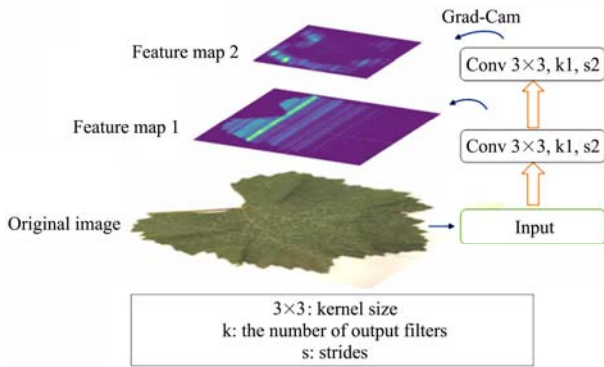 Grad-Cam
Feature map 2
Conv 3×3, k1, s2
Feature map 1
Conv 3×3, k1, s2
Original image
Input
3×3: kernel size
k: the number of output filters
s: strides